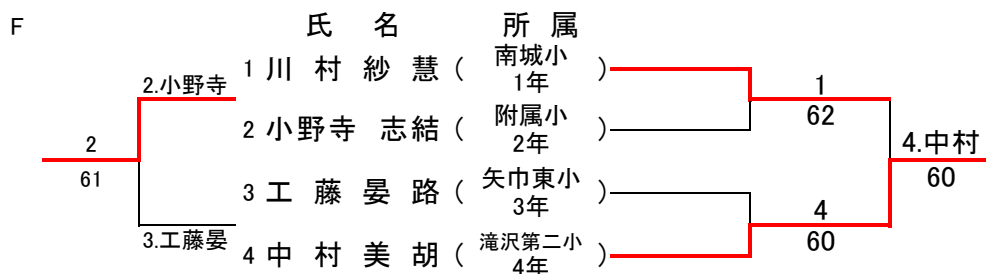 F
氏 名 所 属
1 川 村 紗 慧 ( 南城小 1年 )
2 小野寺 志結 ( 附属小 2年 )
3 工 藤 晏 路 ( 矢巾東小 3年 )
4 中 村 美 胡 ( 滝沢第二小 4年 )
2.小野寺
2
61
3.工藤晏
1
62
4
60
4.中村
60